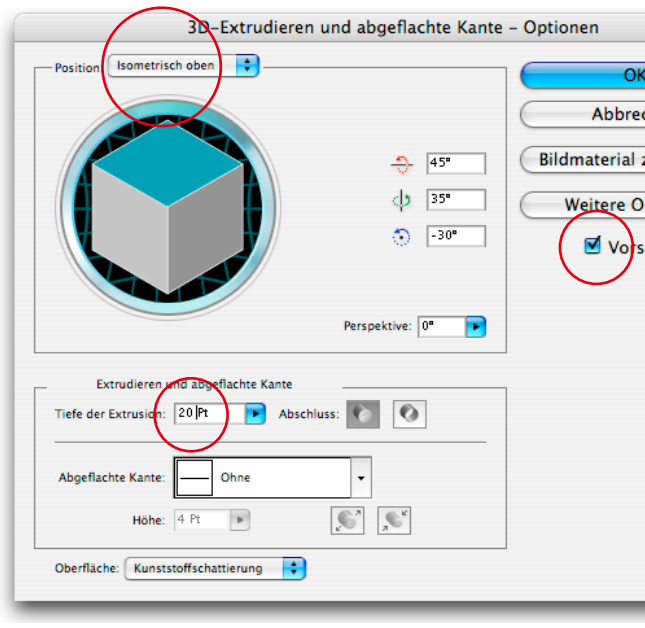 3D-Extrudieren und abgeflachte Kante – Optionen
Position: Isometrisch oben
OK
Abbrec
Bildmaterial z
Weitere O
Vors
45°
35°
-30°
Perspektive: 0°
Extrudieren und abgeflachte Kante
Tiefe der Extrusion: 20 Pt Abschluss:
Abgeflachte Kante: Ohne
Höhe: 4 Pt
Oberfläche: Kunststoffschattierung